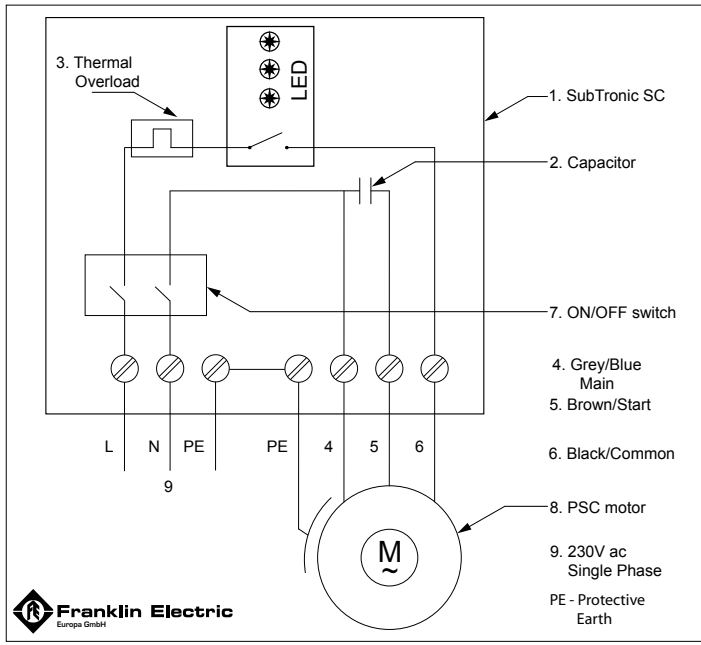 3. Thermal
Overload
LED
1. SubTronic SC
2. Capacitor
7. ON/OFF switch
4. Grey/Blue
Main
5. Brown/Start
L N PE PE 4 5 6
6. Black/Common
9
8. PSC motor
M
~
9. 230V ac
Single Phase
PE - Protective
Earth
FE Franklin Electric
Europa GmbH